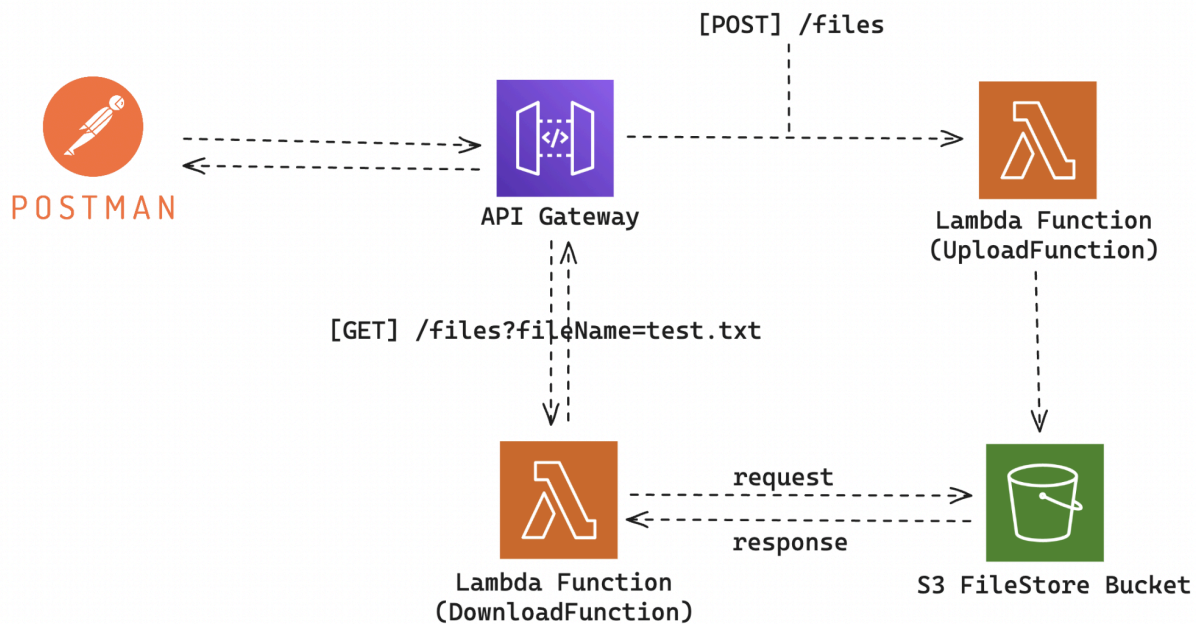 [POST] /files
POSTMAN
</>
API Gateway
Lambda Function
(UploadFunction)
[GET] /files?fileName=test.txt
request
response
Lambda Function
(DownloadFunction)
S3 FileStore Bucket